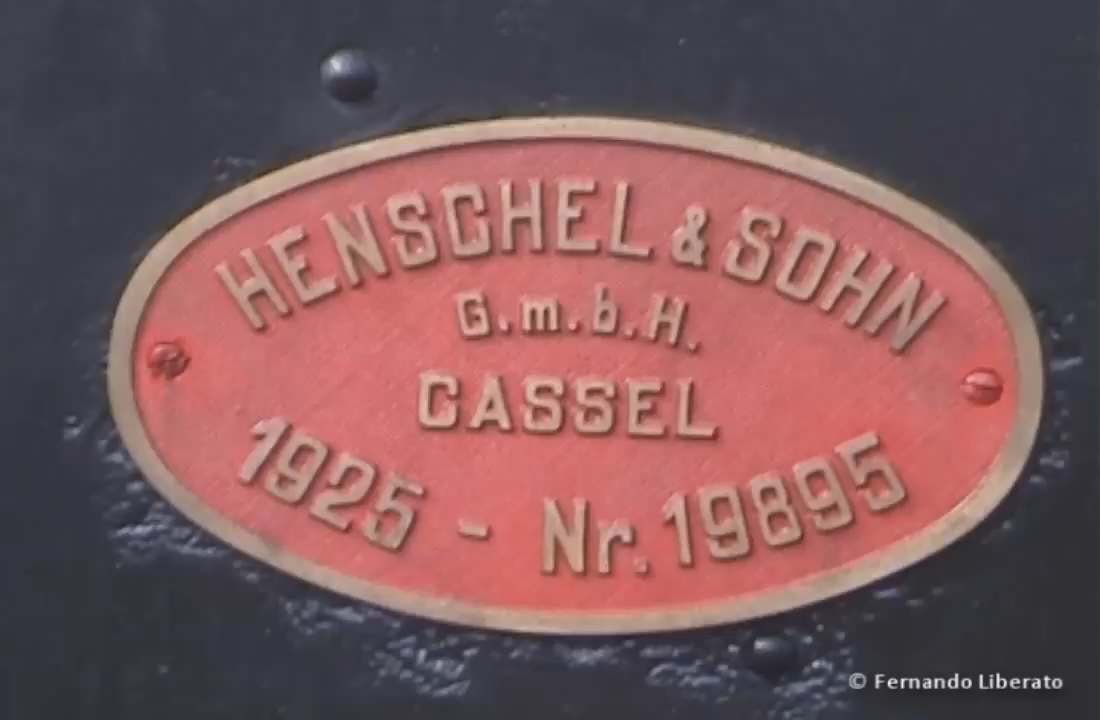 HENSCHEL & SOHN
G.m.b.H.
CASSEL
1925 - Nr. 19895
© Fernando Liberato